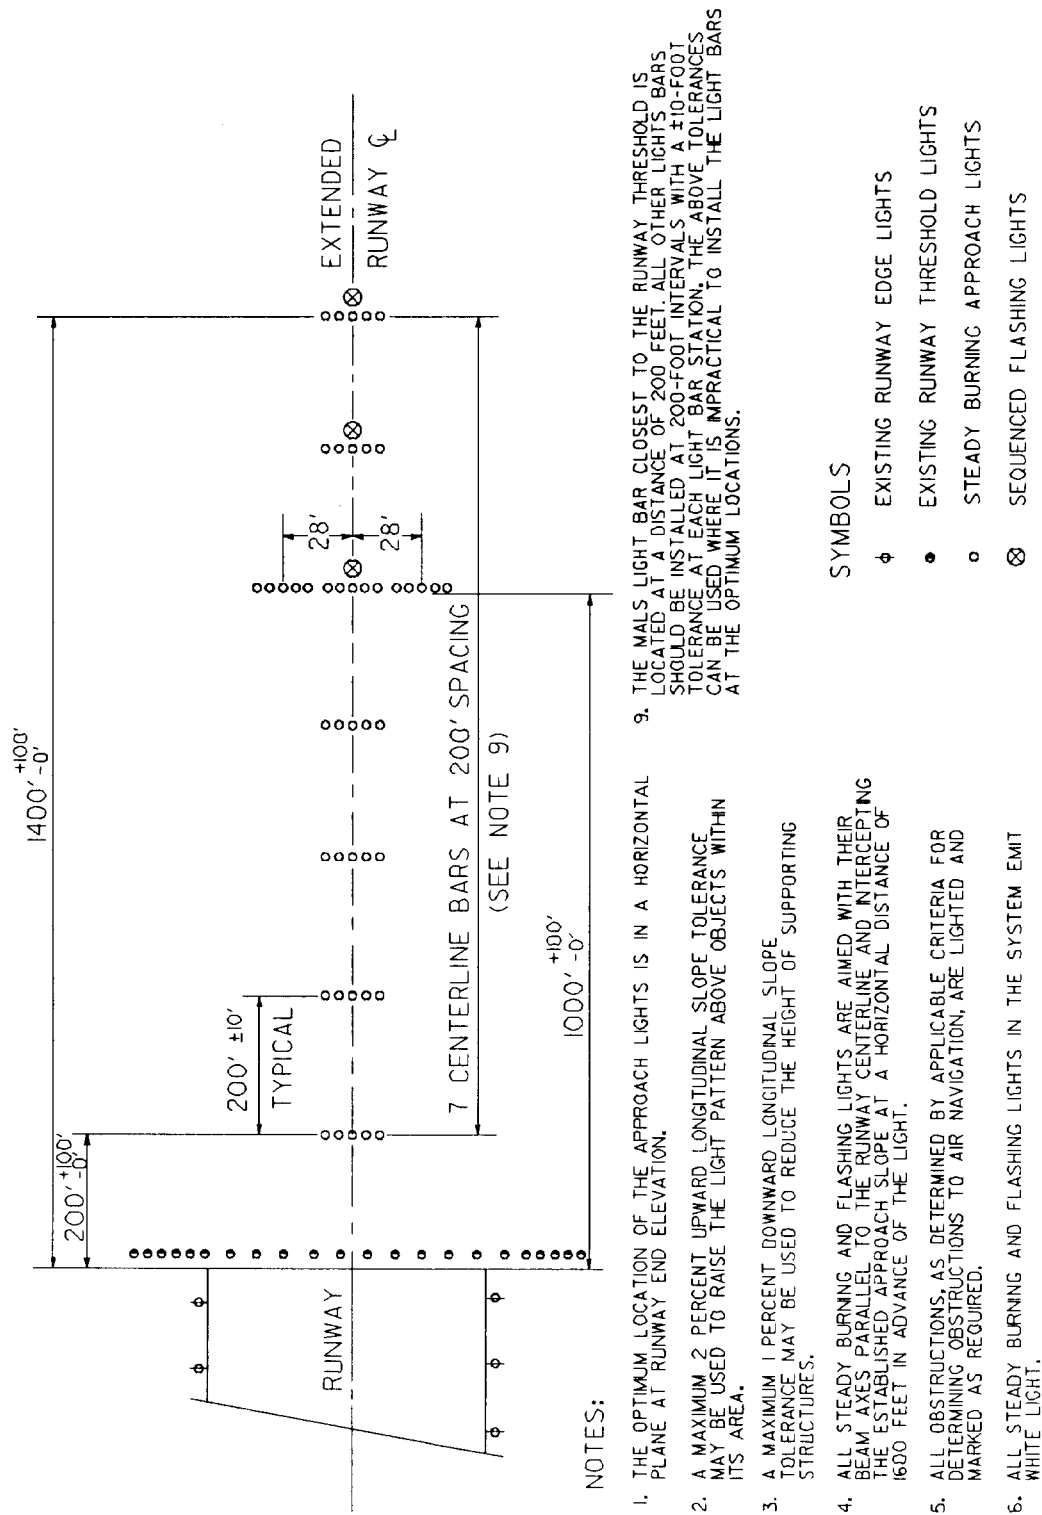 1400' +100' -0'
200' +100' -0'
200' ±10'
TYPICAL
28'
28'
EXTENDED
RUNWAY ℄
RUNWAY
7 CENTERLINE BARS AT 200' SPACING
(SEE NOTE 9)
1000' +100' -0'
NOTES:
1. THE OPTIMUM LOCATION OF THE APPROACH LIGHTS IS IN A HORIZONTAL
PLANE AT RUNWAY END ELEVATION.
2. A MAXIMUM 2 PERCENT UPWARD LONGITUDINAL SLOPE TOLERANCE
MAY BE USED TO RAISE THE LIGHT PATTERN ABOVE OBJECTS WITHIN
ITS AREA.
3. A MAXIMUM 1 PERCENT DOWNWARD LONGITUDINAL SLOPE
TOLERANCE MAY BE USED TO REDUCE THE HEIGHT OF SUPPORTING
STRUCTURES.
4. ALL STEADY BURNING AND FLASHING LIGHTS ARE AIMED WITH THEIR
BEAM AXES PARALLEL TO THE RUNWAY CENTERLINE AND INTERCEPTING
THE ESTABLISHED APPROACH SLOPE AT A HORIZONTAL DISTANCE OF
1600 FEET IN ADVANCE OF THE LIGHT.
5. ALL OBSTRUCTIONS, AS DETERMINED BY APPLICABLE CRITERIA FOR
DETERMINING OBSTRUCTIONS TO AIR NAVIGATION, ARE LIGHTED AND
MARKED AS REQUIRED.
6. ALL STEADY BURNING AND FLASHING LIGHTS IN THE SYSTEM EMIT
WHITE LIGHT.
9. THE MALS LIGHT BAR CLOSEST TO THE RUNWAY THRESHOLD IS
LOCATED AT A DISTANCE OF 200 FEET. ALL OTHER LIGHTS BARS
SHOULD BE INSTALLED AT 200-FOOT INTERVALS WITH A ±10-FOOT
TOLERANCE AT EACH LIGHT BAR STATION. THE ABOVE TOLERANCES
CAN BE USED WHERE IT IS IMPRACTICAL TO INSTALL THE LIGHT BARS
AT THE OPTIMUM LOCATIONS.
SYMBOLS
EXISTING RUNWAY EDGE LIGHTS
EXISTING RUNWAY THRESHOLD LIGHTS
STEADY BURNING APPROACH LIGHTS
SEQUENCED FLASHING LIGHTS